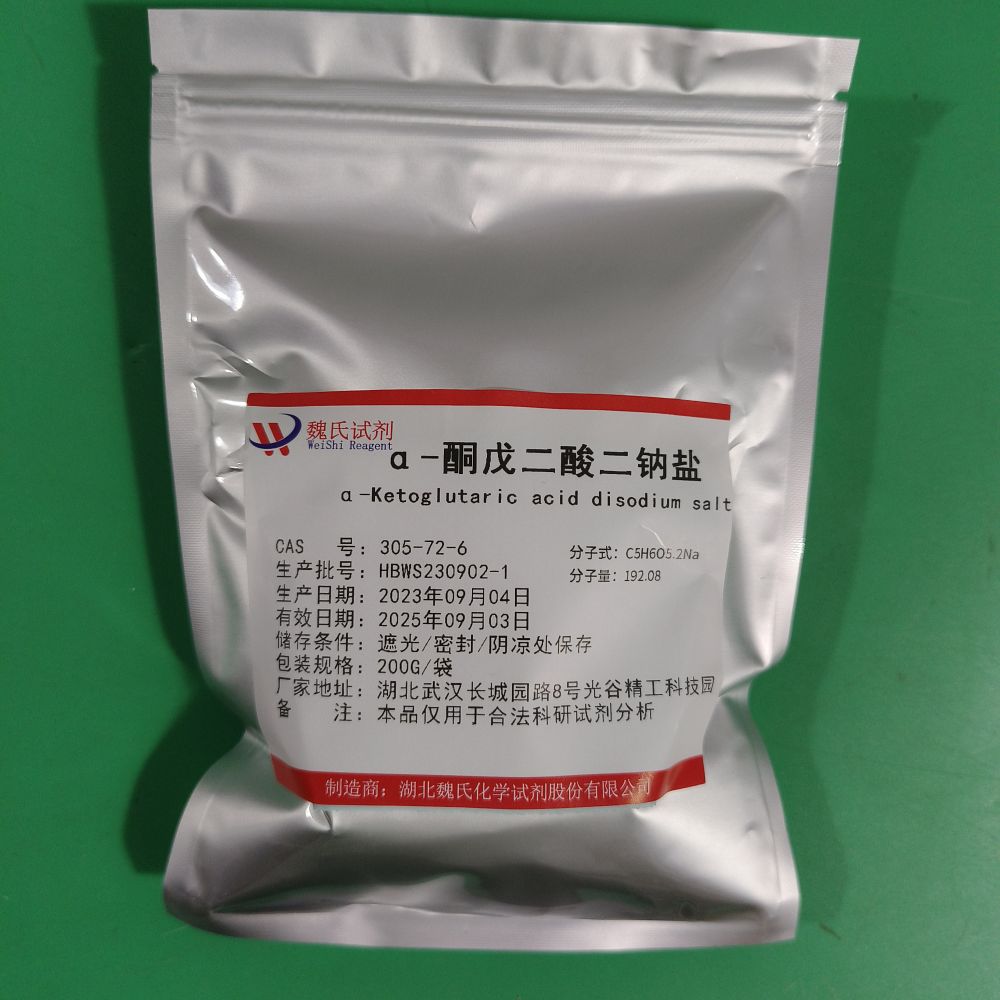 魏氏试剂
WeiShi Reagent
α-酮戊二酸二钠盐
α-Ketoglutaric acid disodium salt
CAS 号：305-72-6
分子式：C5H6O5.2Na
生产批号：HBWS230902-1
分子量：192.08
生产日期：2023年09月04日
有效日期：2025年09月03日
储存条件：遮光/密封/阴凉处保存
包装规格：200G/袋
厂家地址：湖北武汉长城园路8号光谷精工科技园
备 注：本品仅用于合法科研试剂分析
制造商：湖北魏氏化学试剂股份有限公司